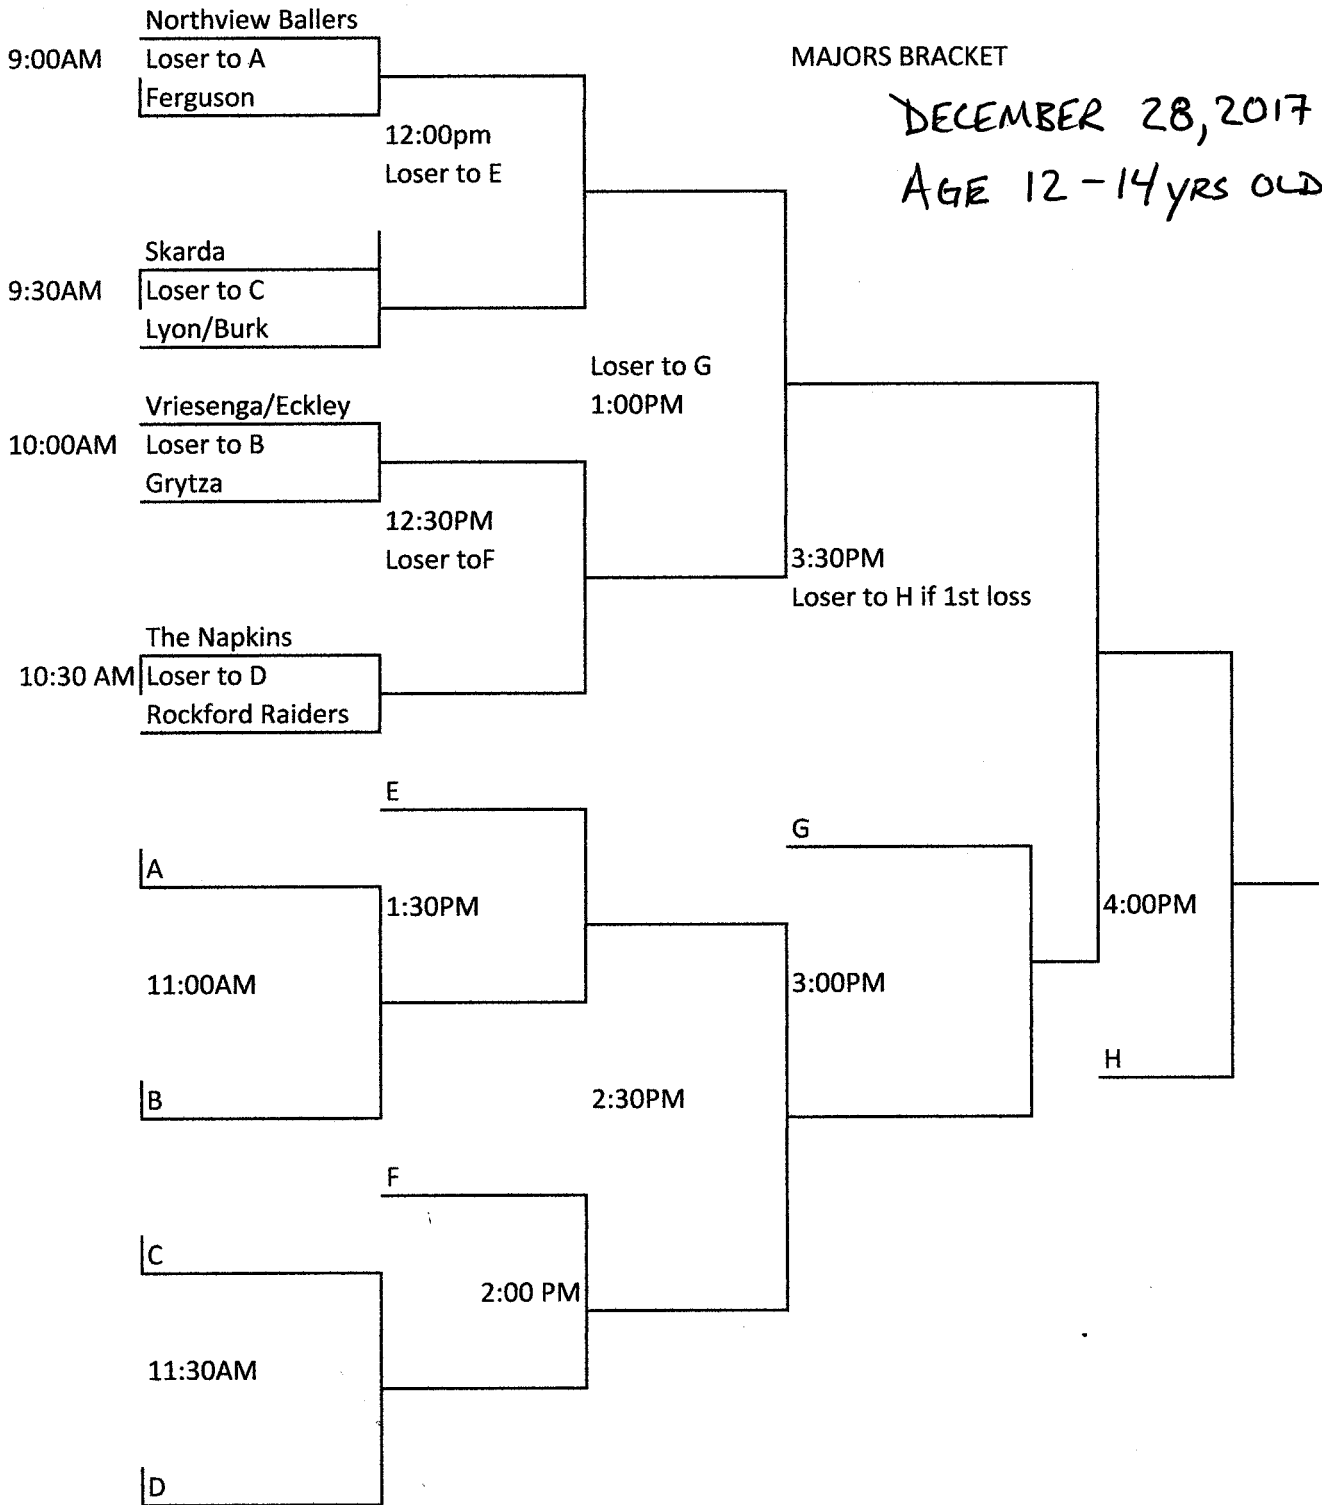 Northview Ballers
9:00AM Loser to A
Ferguson
MAJORS BRACKET
DECEMBER 28, 2017
AGE 12-14 YRS OLD
12:00pm
Loser to E
Skarda
9:30AM Loser to C
Lyon/Burk
Loser to G
1:00PM
Vriesenga/Eckley
10:00AM Loser to B
Grytza
12:30PM
Loser toF
3:30PM
Loser to H if 1st loss
The Napkins
10:30 AM Loser to D
Rockford Raiders
E
G
A
1:30PM
4:00PM
11:00AM
3:00PM
H
B
2:30PM
F
C
2:00 PM
11:30AM
D